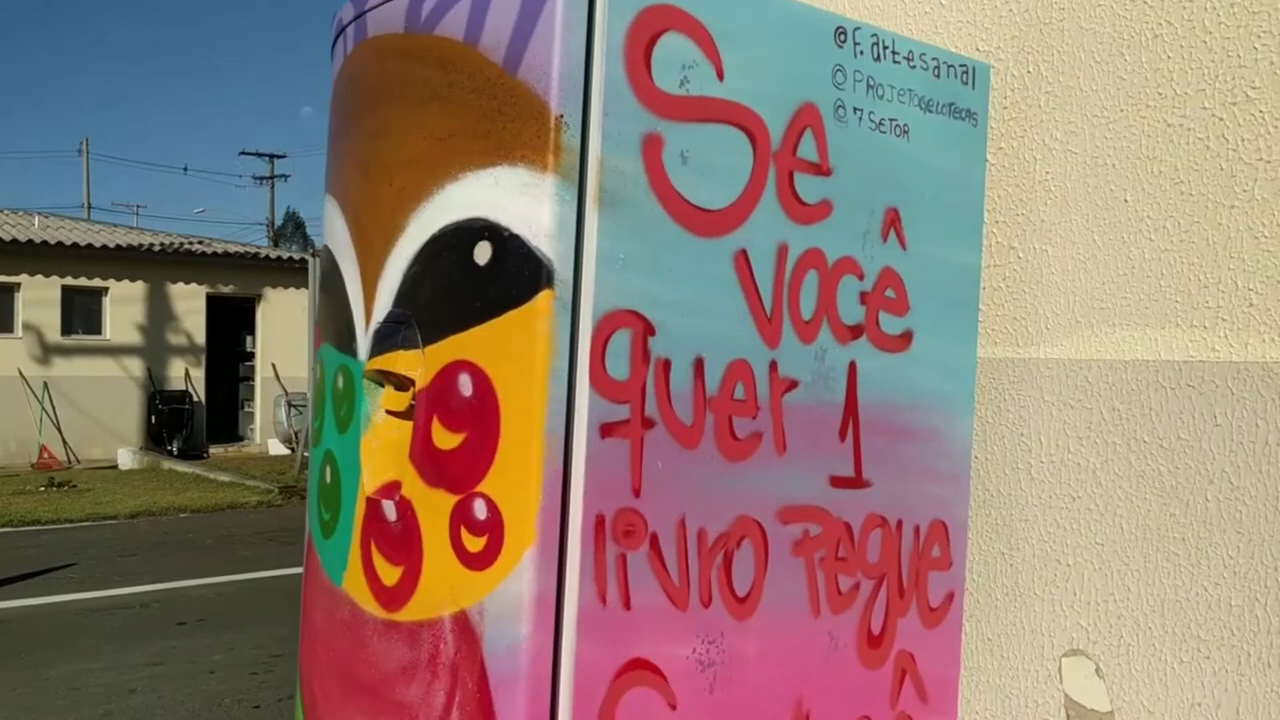 @F.artesanal
@PROJETOGELOTECAS
@7SETOR
Se
você
quer 1
livro Pegue